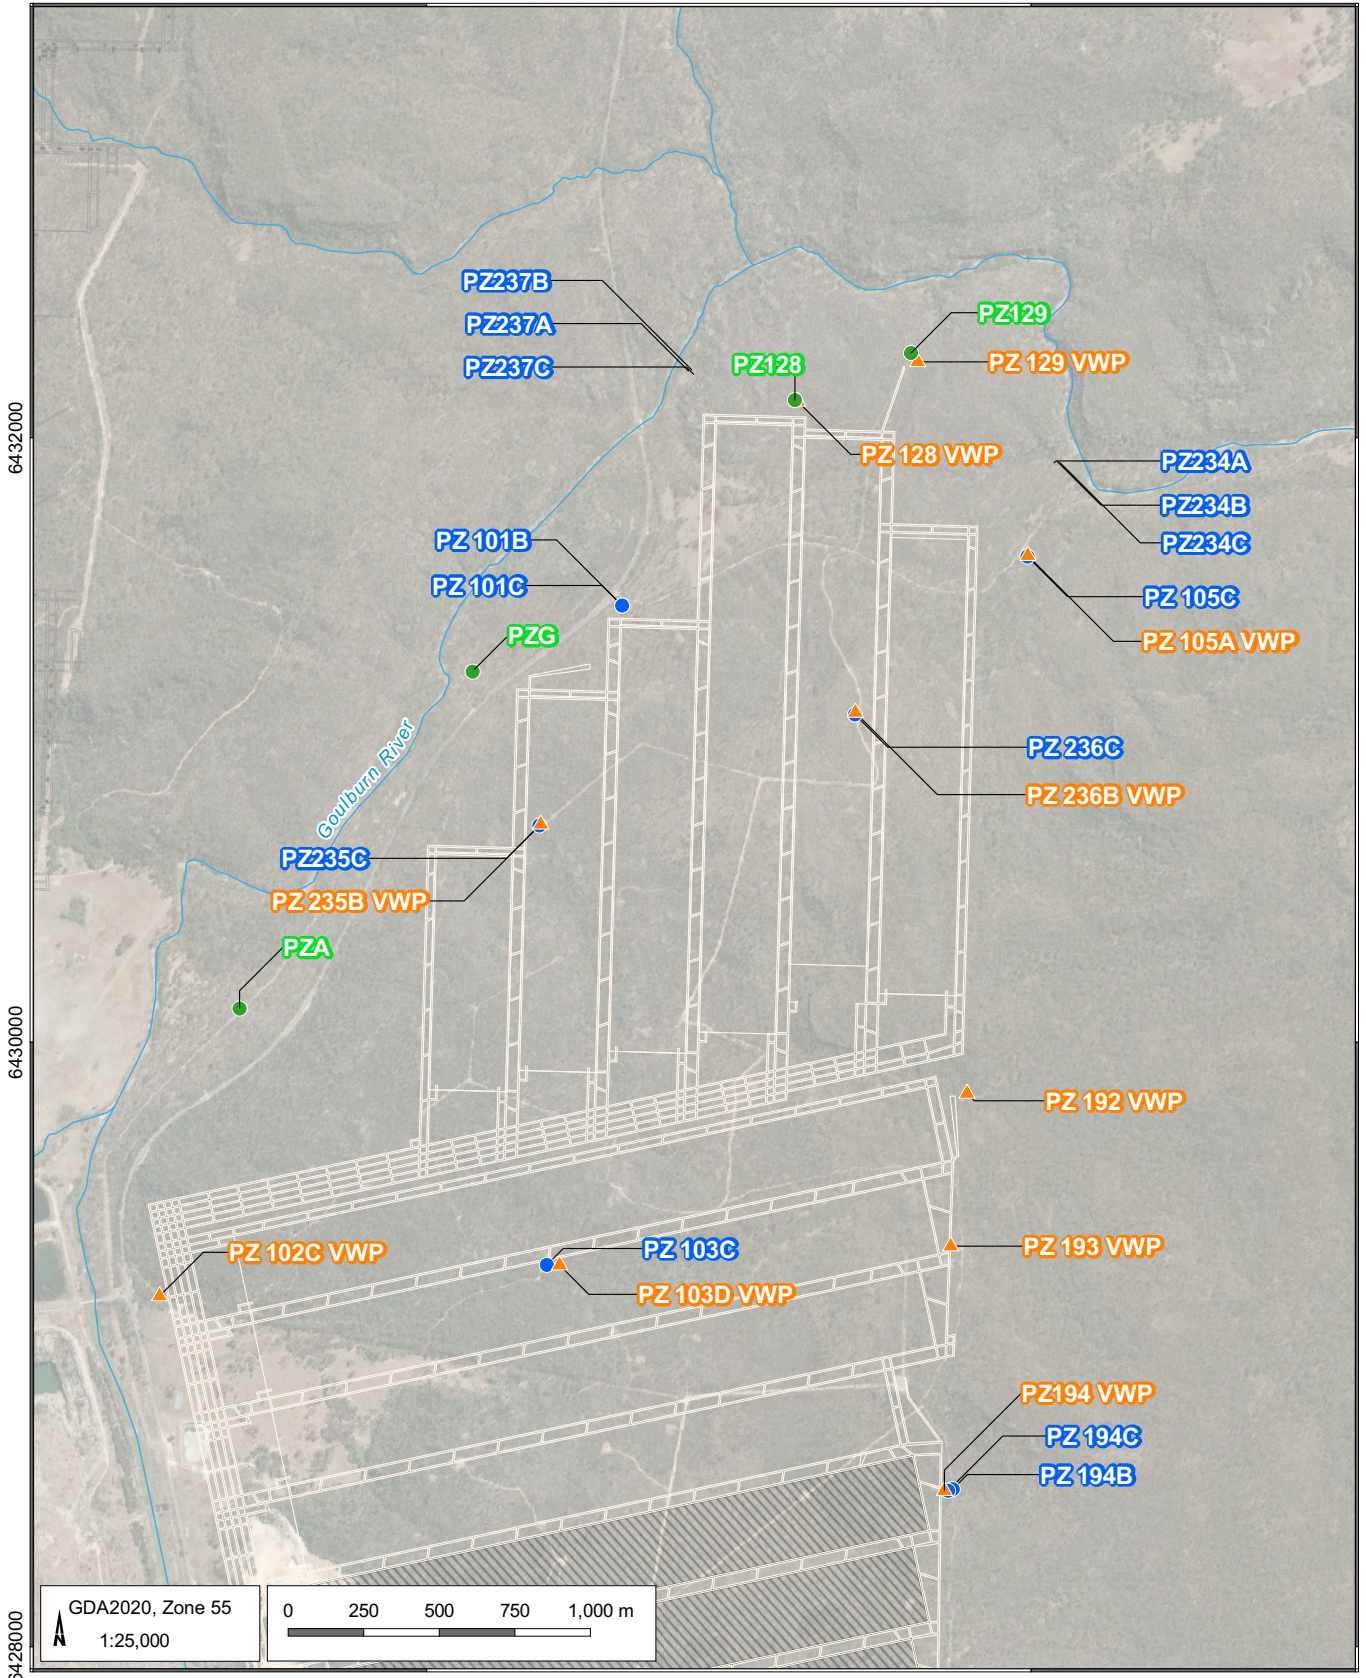 PZ237B
PZ237A
PZ237C
PZ129
PZ 129 VWP
PZ128
PZ 128 VWP
6432000
PZ234A
PZ234B
PZ234C
PZ 101B
PZ 101C
PZ 105C
PZ 105A VWP
PZG
PZ 236C
PZ 236B VWP
Goulburn River
PZ235C
PZ 235B VWP
PZA
6430000
PZ 192 VWP
PZ 102C VWP
PZ 103C
PZ 103D VWP
PZ 193 VWP
PZ194 VWP
PZ 194C
PZ 194B
6428000
GDA2020, Zone 55
N
1:25,000
0 250 500 750 1,000 m